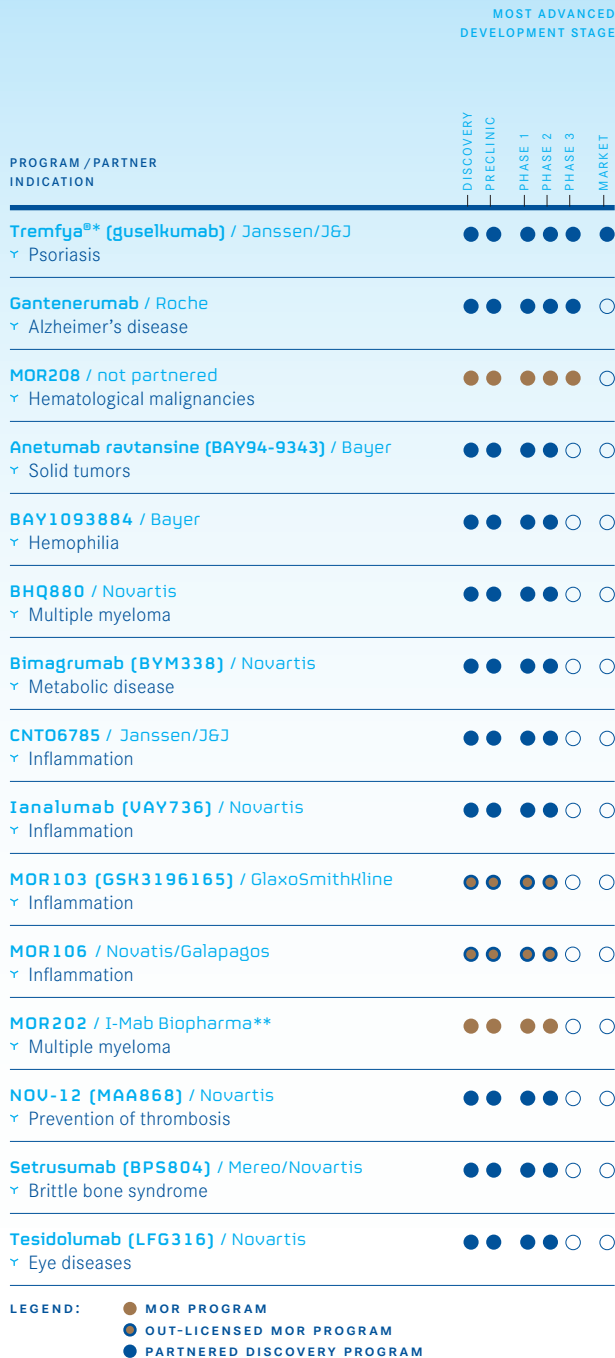 MOST ADVANCED
DEVELOPMENT STAGE
DISCOVERY
PRECLINIC
PHASE 1
PHASE 2
PHASE 3
MARKET
PROGRAM / PARTNER
INDICATION
Tremfya®* (guselkumab) / Janssen/J&J
Psoriasis
Gantenerumab / Roche
Alzheimer’s disease
MOR208 / not partnered
Hematological malignancies
Anetumab ravtansine (BAY94-9343) / Bayer
Solid tumors
BAY1093884 / Bayer
Hemophilia
BHQ880 / Novartis
Multiple myeloma
Bimagrumab (BYM338) / Novartis
Metabolic disease
CNTO6785 / Janssen/J&J
Inflammation
Ianalumab (VAY736) / Novartis
Inflammation
MOR103 (GSK3196165) / GlaxoSmithKline
Inflammation
MOR106 / Novatis/Galapagos
Inflammation
MOR202 / I-Mab Biopharma**
Multiple myeloma
NOV-12 (MAA868) / Novartis
Prevention of thrombosis
Setrusumab (BPS804) / Mereo/Novartis
Brittle bone syndrome
Tesidolumab (LFG316) / Novartis
Eye diseases
LEGEND: MOR PROGRAM
OUT-LICENSED MOR PROGRAM
PARTNERED DISCOVERY PROGRAM